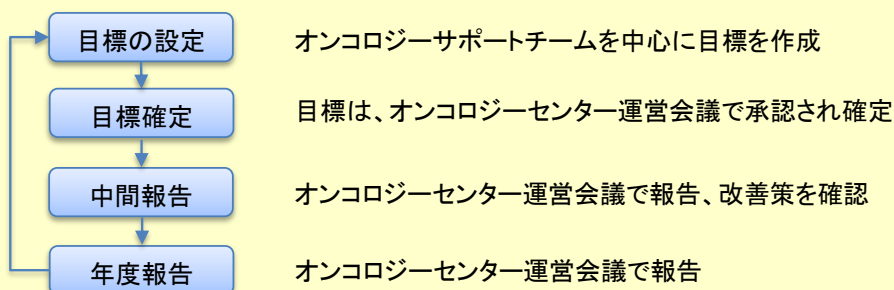 目標の設定 オンコロジーサポートチームを中心に目標を作成
目標確定 目標は、オンコロジーセンター運営会議で承認され確定
中間報告 オンコロジーセンター運営会議で報告、改善策を確認
年度報告 オンコロジーセンター運営会議で報告